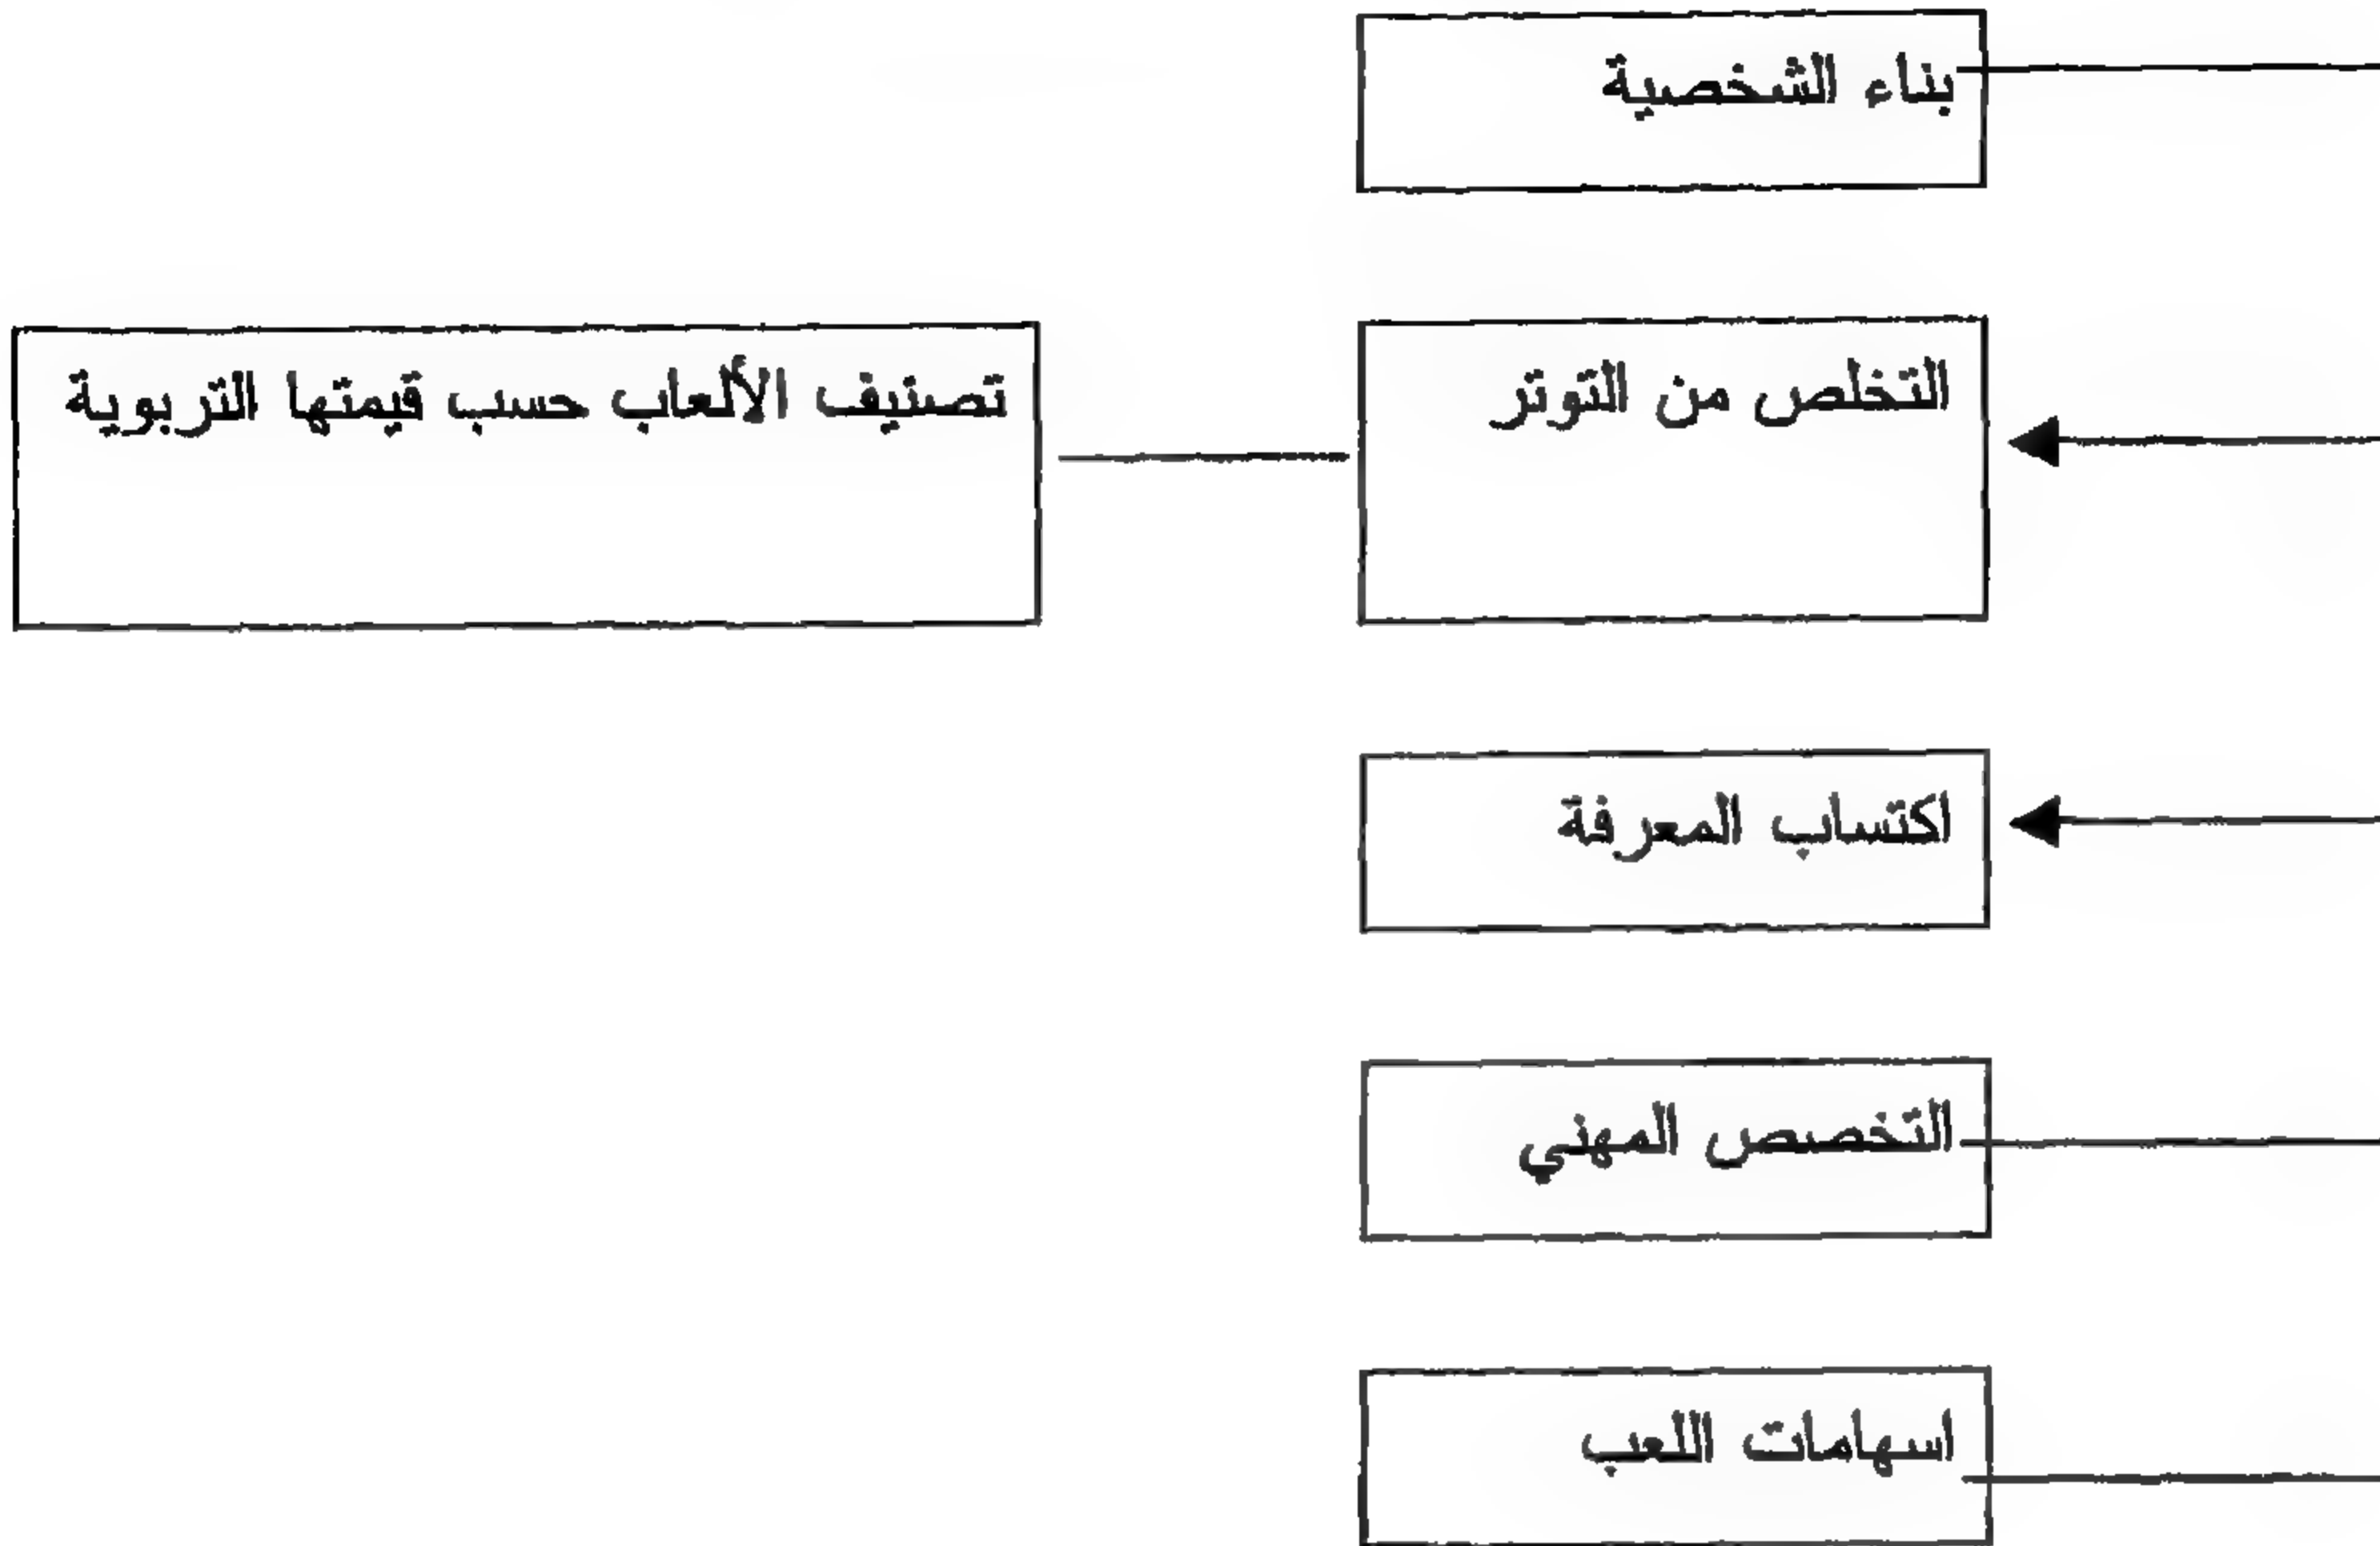 بناء الشخصية
التخلص من التوتر
تصنيف الألعاب حسب قيمتها التربوية
اكتساب المعرفة
التخصص المهني
اسهامات اللعب